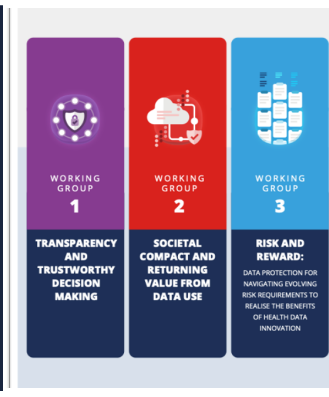 WORKING
GROUP
1
TRANSPARENCY
AND
TRUSTWORTHY
DECISION
MAKING
WORKING
GROUP
2
SOCIETAL
COMPACT AND
RETURNING
VALUE FROM
DATA USE
WORKING
GROUP
3
RISK AND
REWARD:
DATA PROTECTION FOR
NAVIGATING EVOLVING
RISK REQUIREMENTS TO
REALISE THE BENEFITS
OF HEALTH DATA
INNOVATION